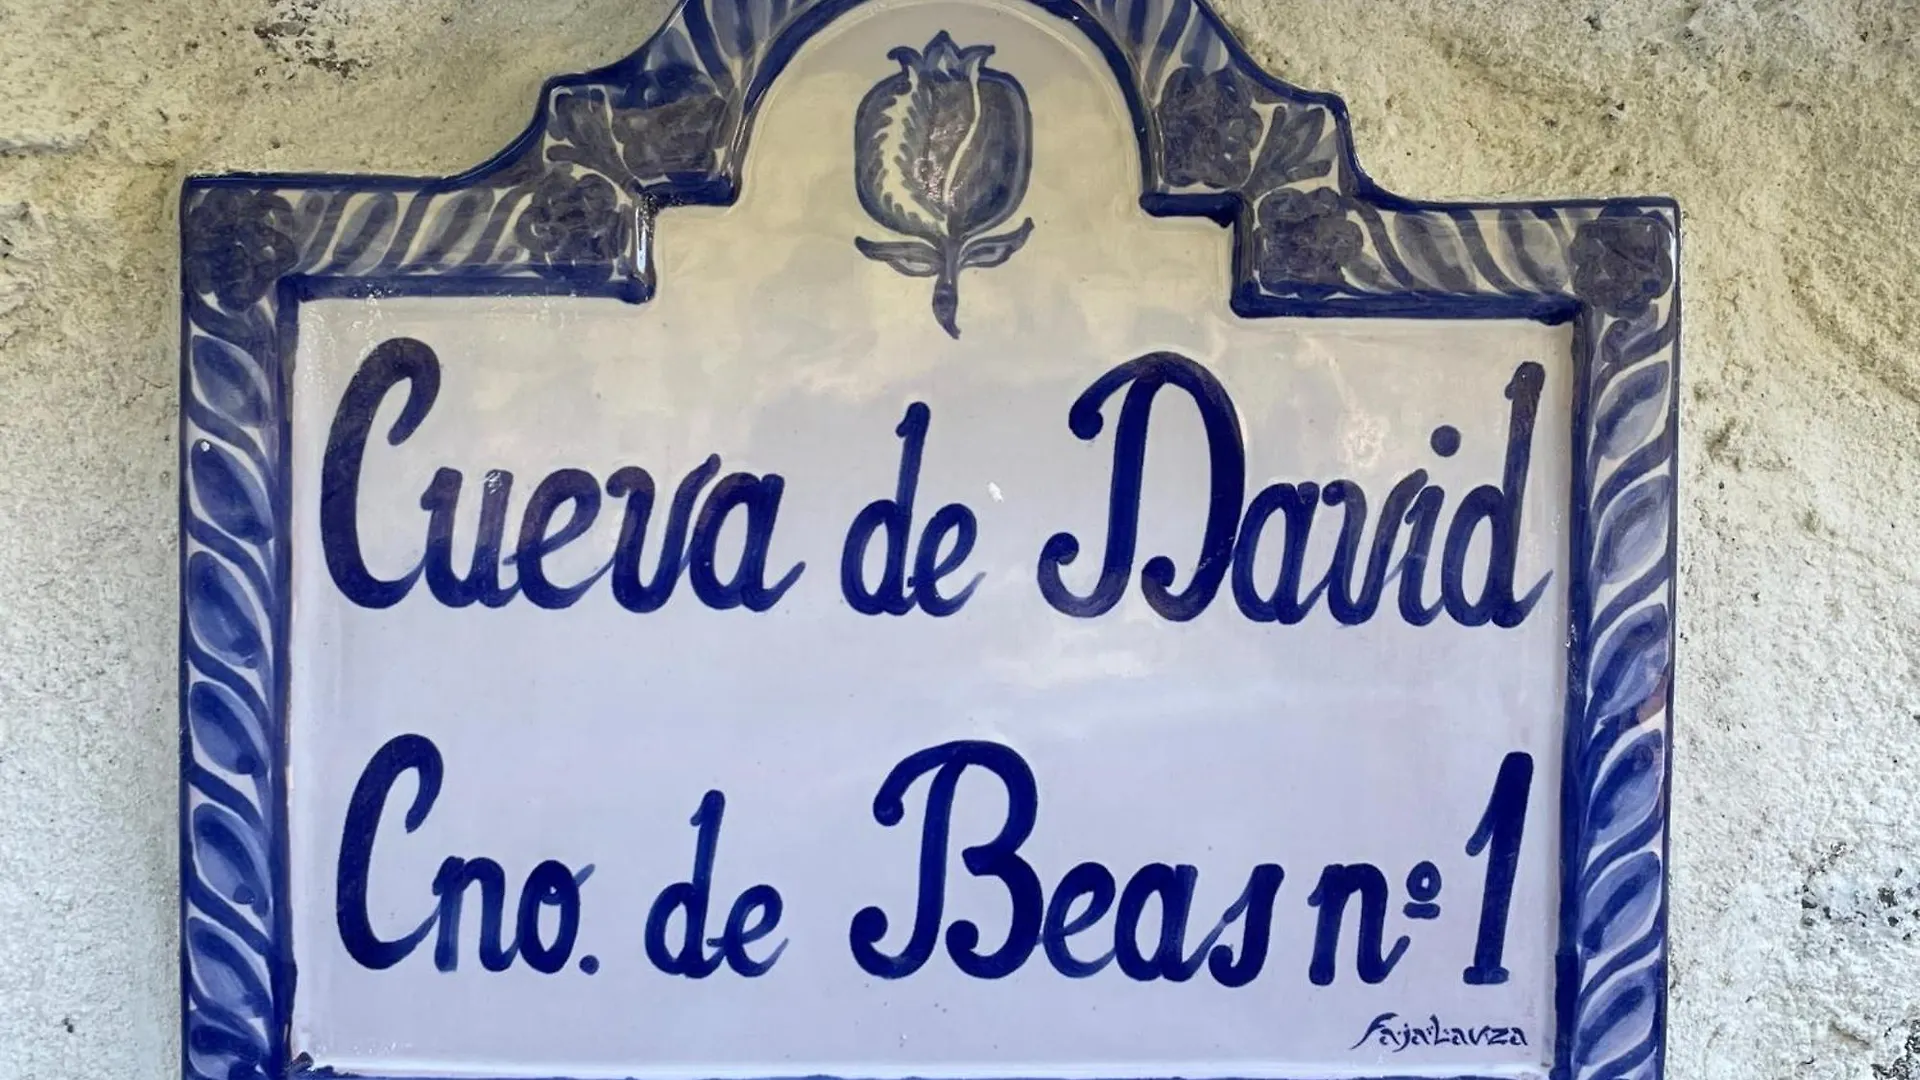 Cueva de David
Cno. de Beas nº 1
Fajalauza